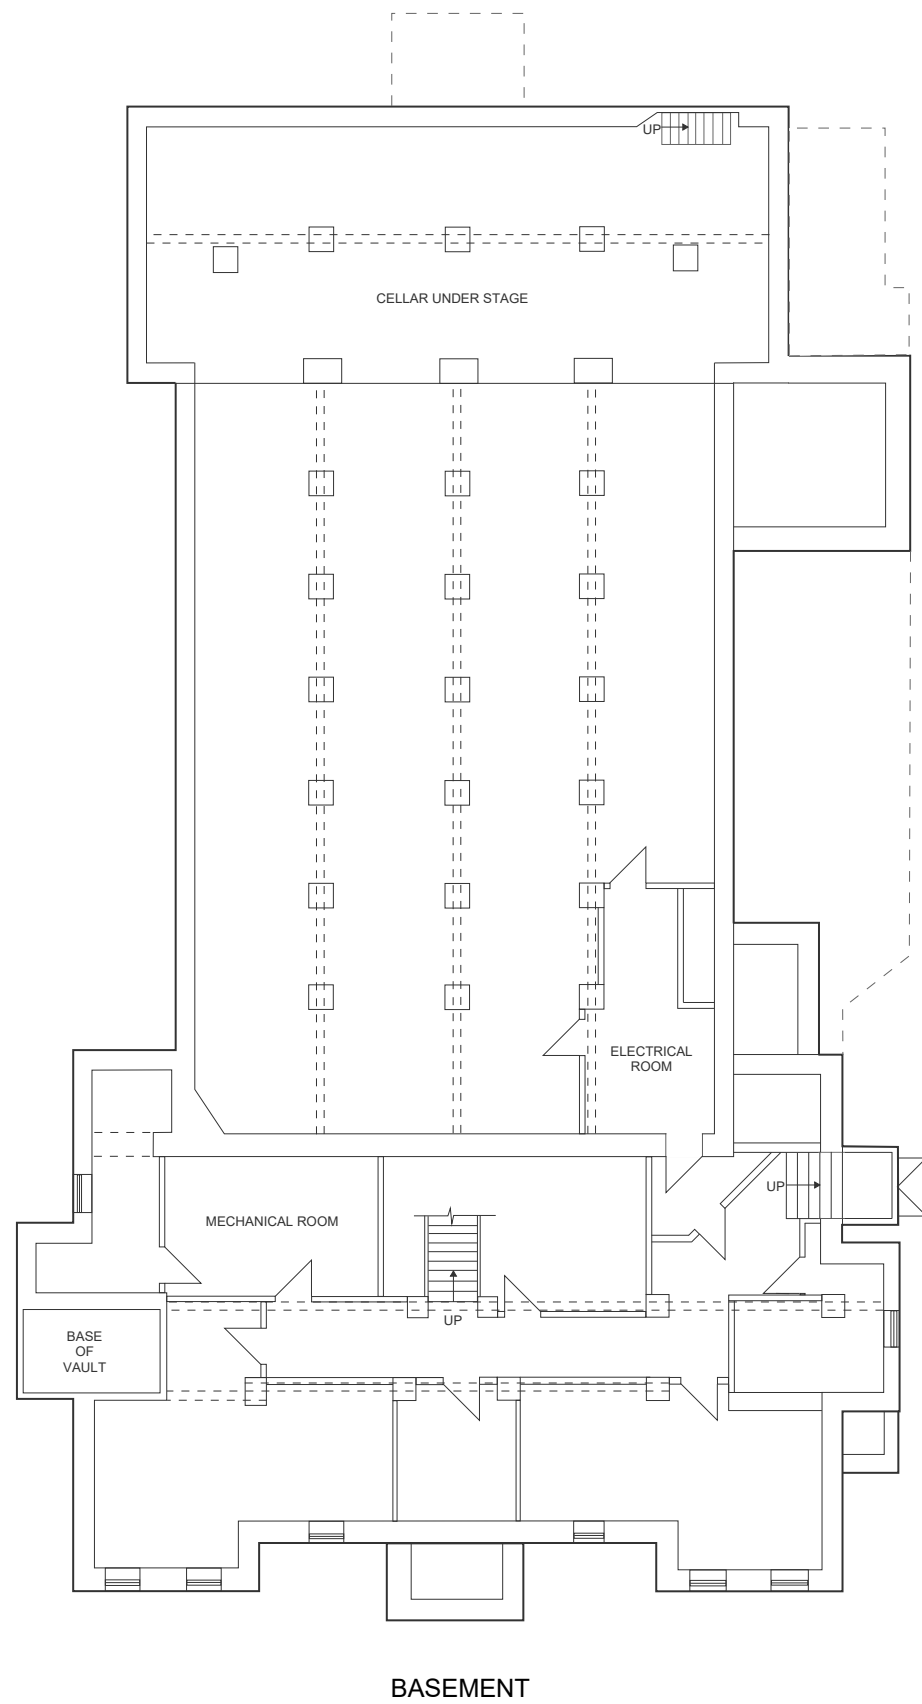 UP
CELLAR UNDER STAGE
ELECTRICAL
ROOM
UP
MECHANICAL ROOM
UP
BASE
OF
VAULT
BASEMENT